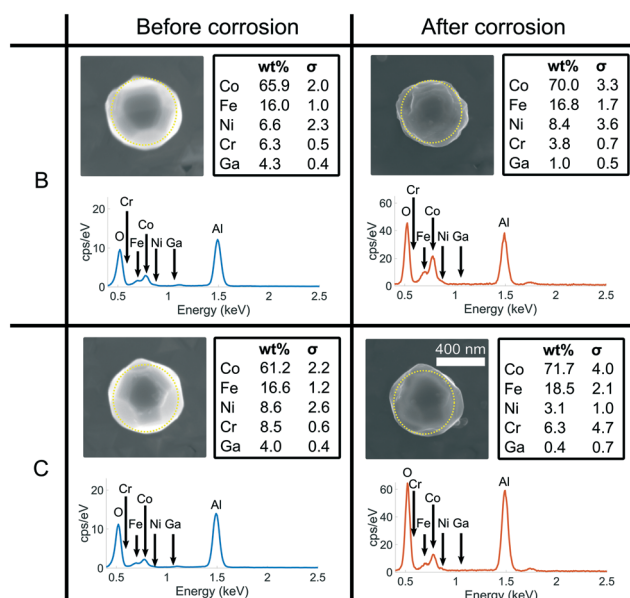 Before corrosion
After corrosion
B
wt% σ
Co 65.9 2.0
Fe 16.0 1.0
Ni 6.6 2.3
Cr 6.3 0.5
Ga 4.3 0.4
cps/eV
20
10
0
O
Cr
Fe
Co
Ni
Ga
Al
0.5 1 1.5 2 2.5
Energy (keV)
wt% σ
Co 70.0 3.3
Fe 16.8 1.7
Ni 8.4 3.6
Cr 3.8 0.7
Ga 1.0 0.5
cps/eV
60
40
20
0
O
Cr
Fe
Co
Ni
Ga
Al
0.5 1 1.5 2 2.5
Energy (keV)
C
wt% σ
Co 61.2 2.2
Fe 16.6 1.2
Ni 8.6 2.6
Cr 8.5 0.6
Ga 4.0 0.4
cps/eV
20
10
0
O
Cr
Fe
Co
Ni
Ga
Al
0.5 1 1.5 2 2.5
Energy (keV)
400 nm
wt% σ
Co 71.7 4.0
Fe 18.5 2.1
Ni 3.1 1.0
Cr 6.3 4.7
Ga 0.4 0.7
cps/eV
60
40
20
0
O
Cr
Fe
Co
Ni
Ga
Al
0.5 1 1.5 2 2.5
Energy (keV)